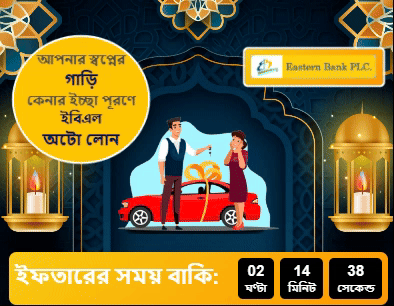 আপনার স্বপ্নের
গাড়ি
কেনার ইচ্ছা পূরণে
ইবিএল
অটো লোন
Eastern Bank PLC.
ইফতারের সময় বাকি:
02 14 38
ঘণ্টা মিনিট সেকেন্ড